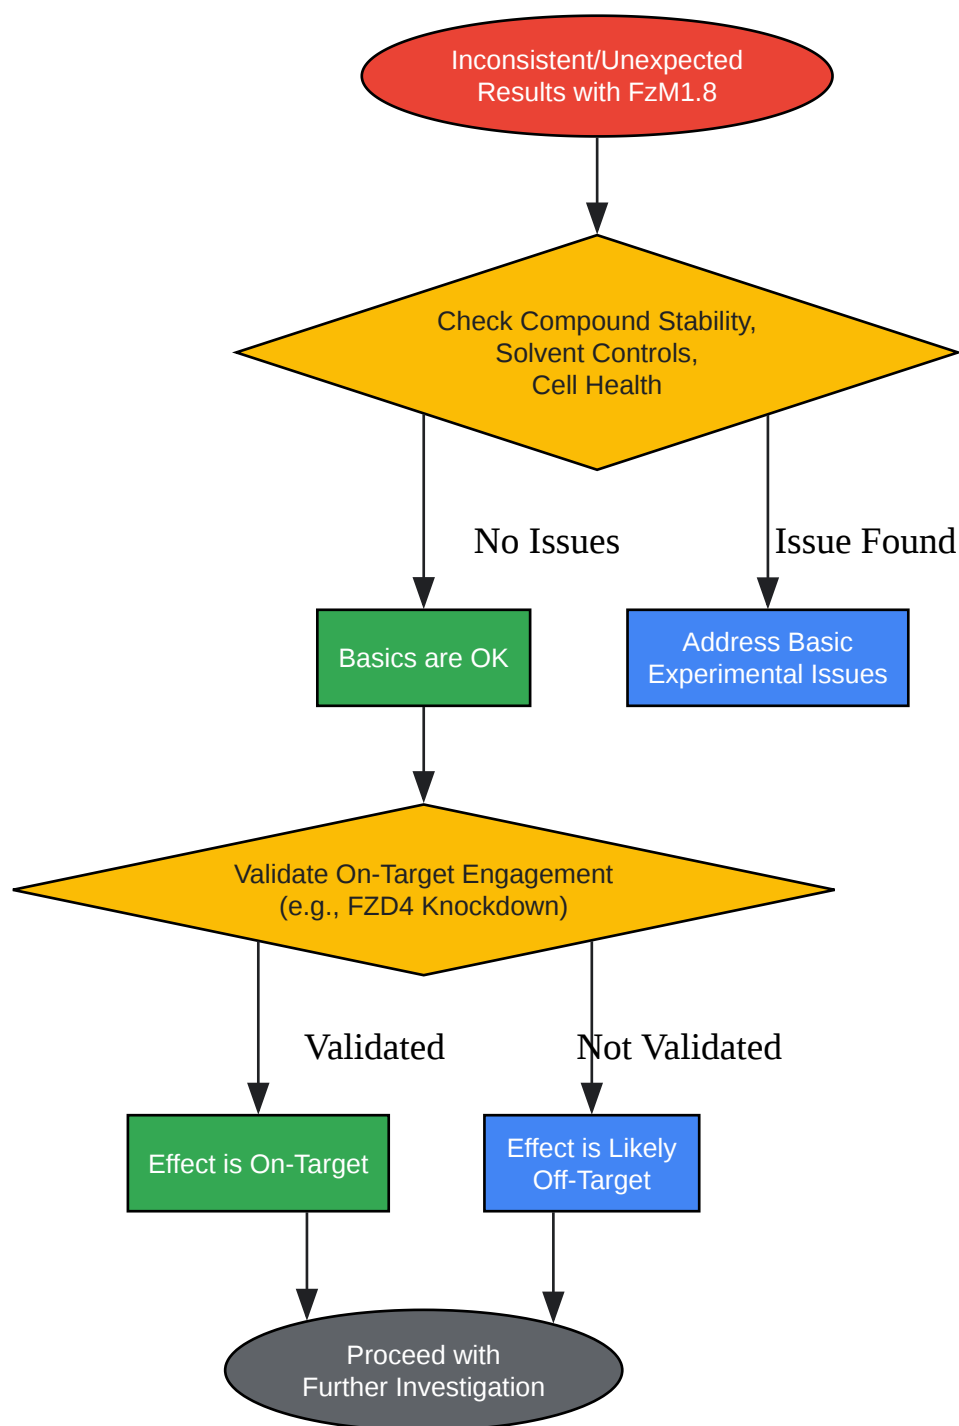 Inconsistent/Unexpected
Results with FzM1.8
Check Compound Stability,
Solvent Controls,
Cell Health
No Issues
Issue Found
Basics are OK
Address Basic
Experimental Issues
Validate On-Target Engagement
(e.g., FZD4 Knockdown)
Validated
Not Validated
Effect is On-Target
Effect is Likely
Off-Target
Proceed with
Further Investigation